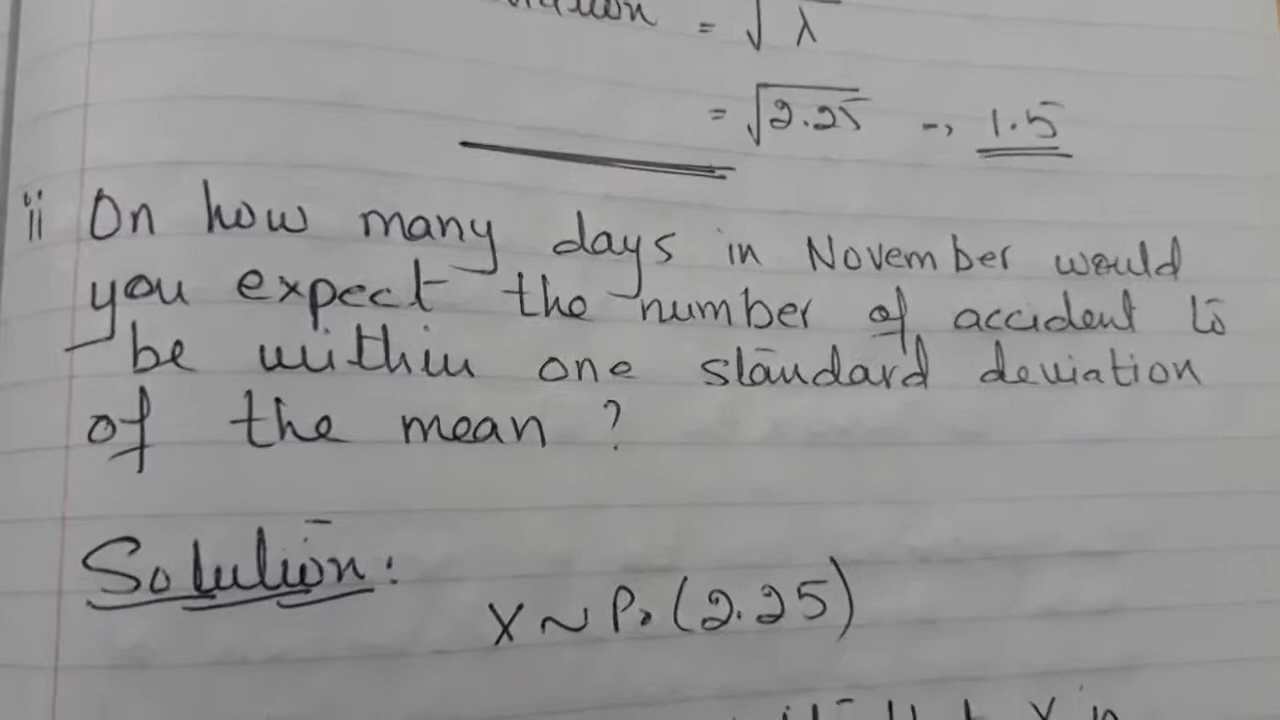 = √λ
= √2.25 → 1.5
ii On how many days in November would
you expect the number of accident to
be within one standard deviation
of the mean ?
Solution:
X ~ Po (2.25)
X in